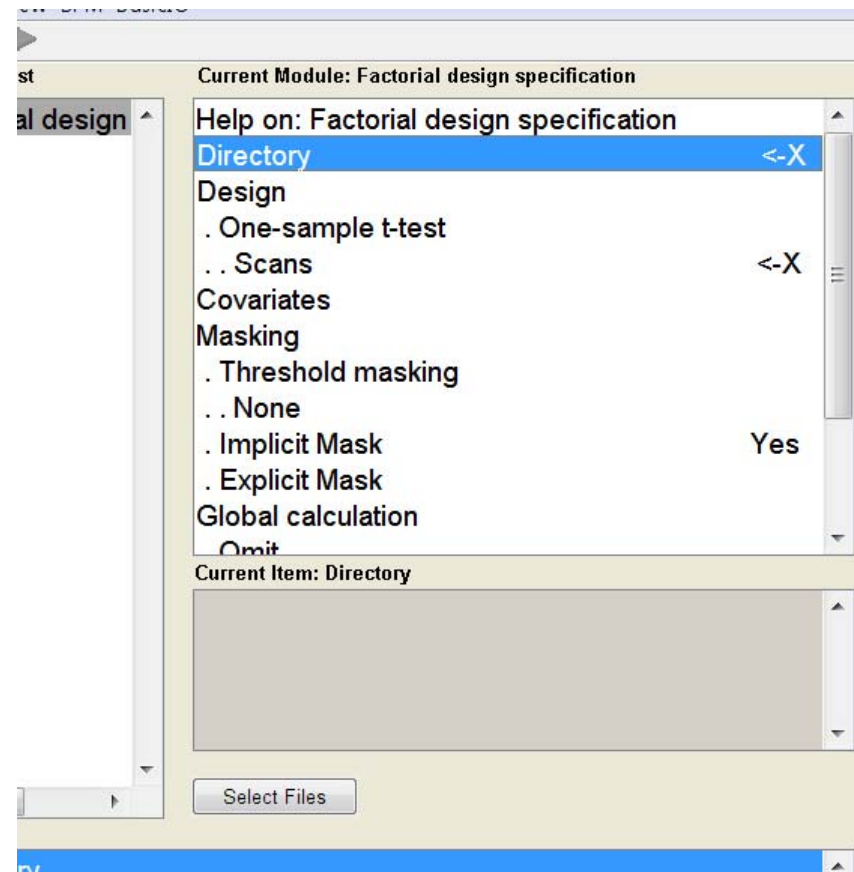 st
Current Module: Factorial design specification
al design
Help on: Factorial design specification
Directory <-X
Design
. One-sample t-test
. . Scans <-X
Covariates
Masking
. Threshold masking
. . None
. Implicit Mask Yes
. Explicit Mask
Global calculation
Omit
Current Item: Directory
Select Files